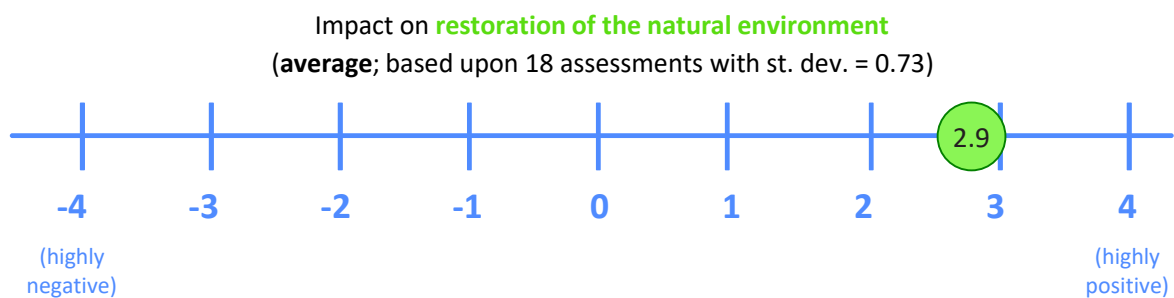 Impact on restoration of the natural environment
(average; based upon 18 assessments with st. dev. = 0.73)
2.9
-4 -3 -2 -1 0 1 2 3 4
(highly (highly
negative) positive)